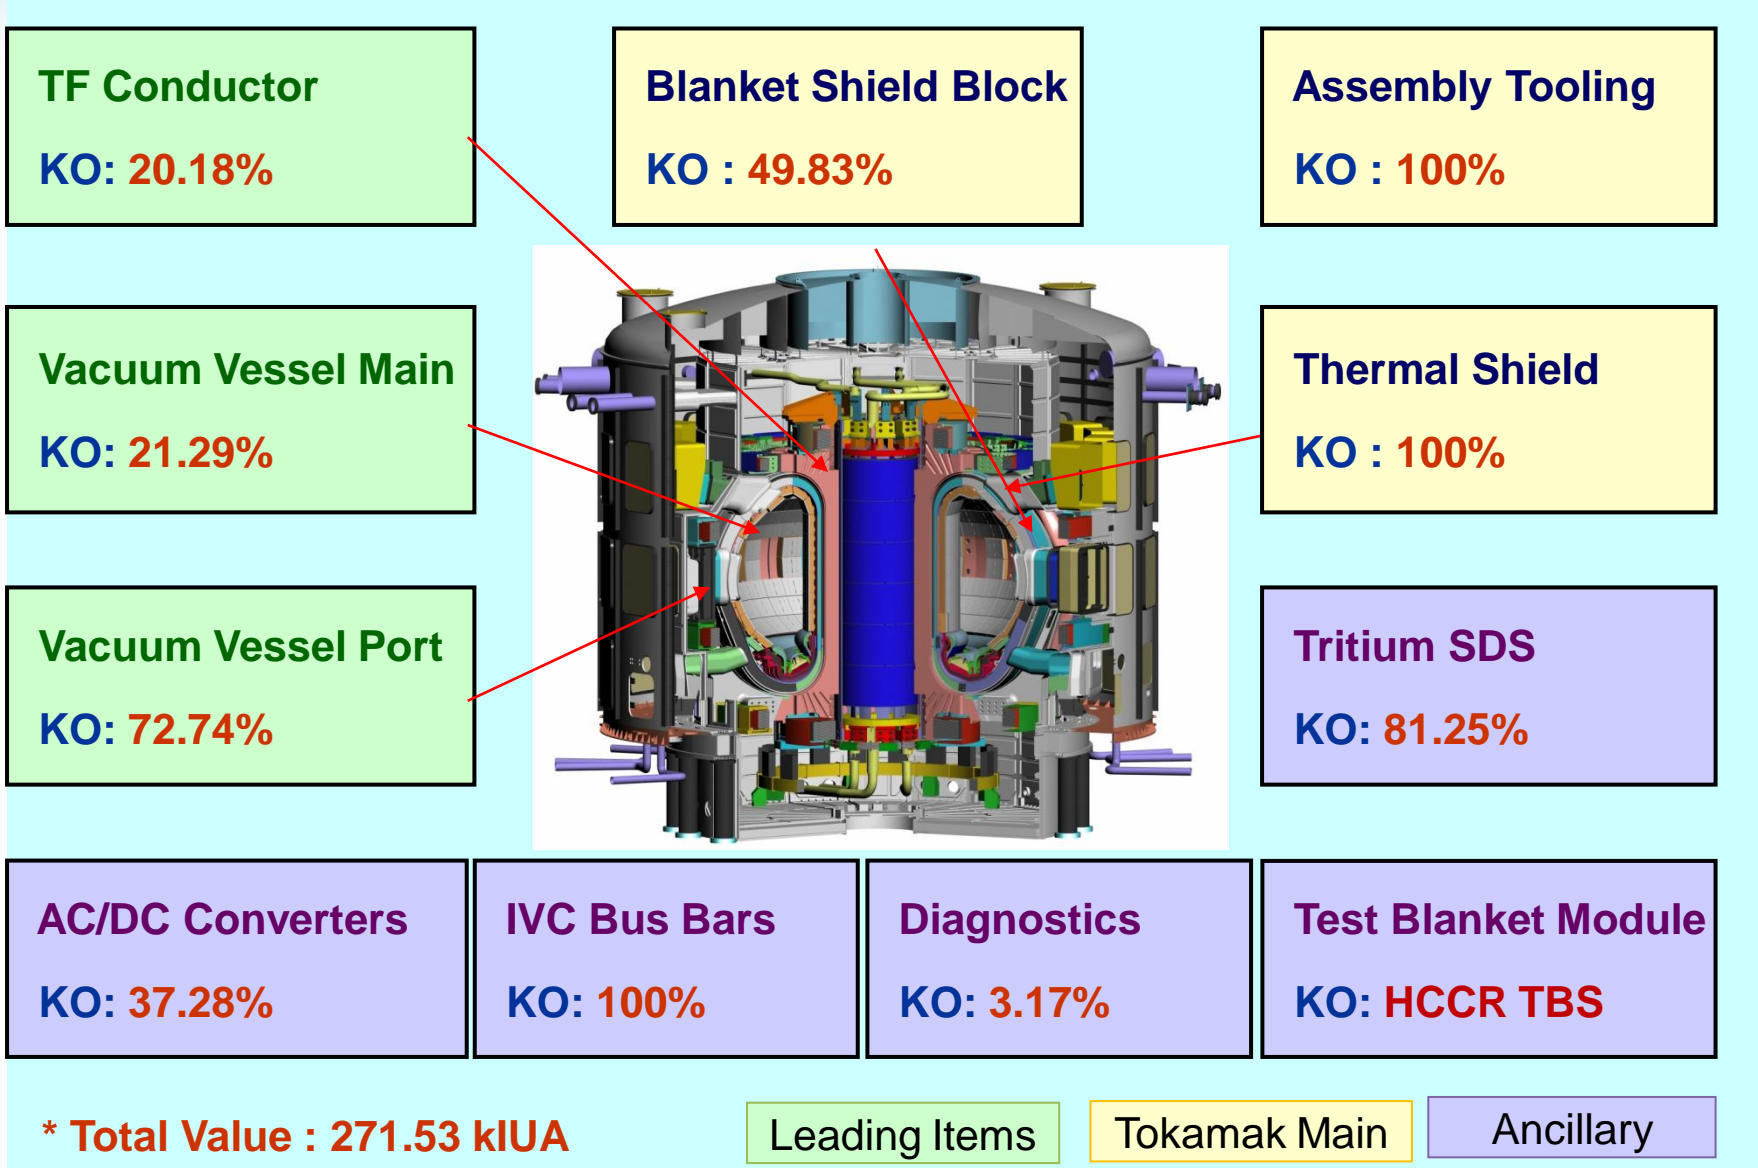 TF Conductor
KO: 20.18%
Blanket Shield Block
KO : 49.83%
Assembly Tooling
KO : 100%
Vacuum Vessel Main
KO: 21.29%
Thermal Shield
KO : 100%
Vacuum Vessel Port
KO: 72.74%
Tritium SDS
KO: 81.25%
AC/DC Converters
KO: 37.28%
IVC Bus Bars
KO: 100%
Diagnostics
KO: 3.17%
Test Blanket Module
KO: HCCR TBS
* Total Value : 271.53 kIUA
Leading Items
Tokamak Main
Ancillary